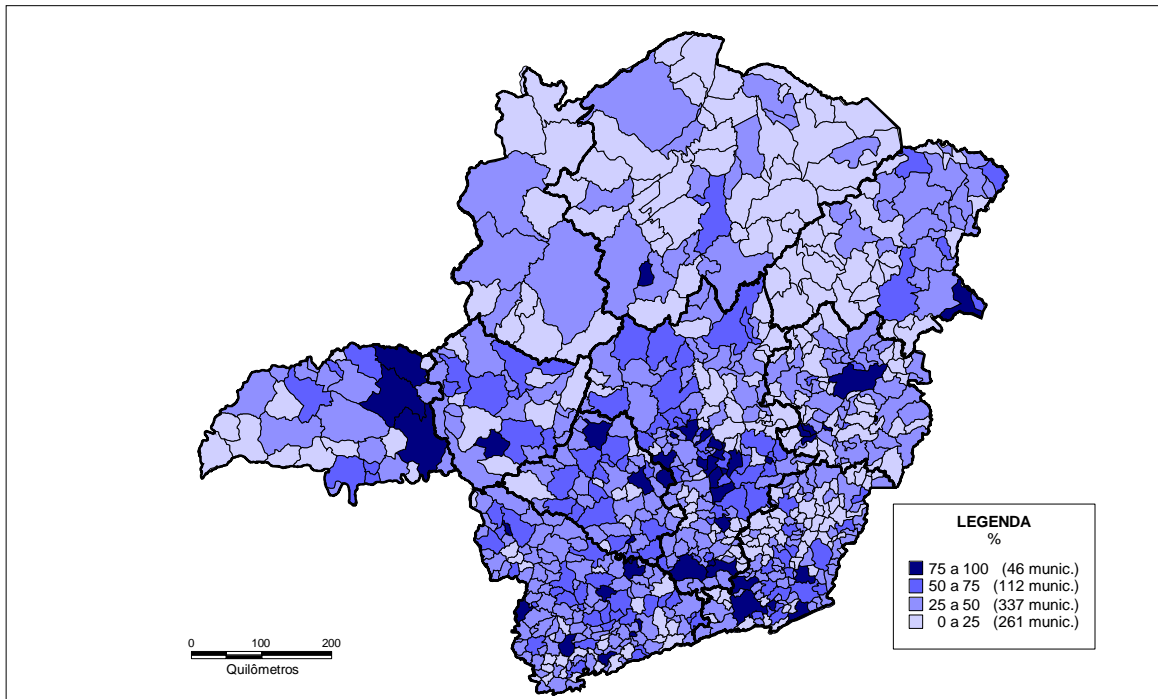 LEGENDA
%
75 a 100 (46 munic.)
50 a 75 (112 munic.)
25 a 50 (337 munic.)
0 a 25 (261 munic.)
0 100 200
Quilômetros